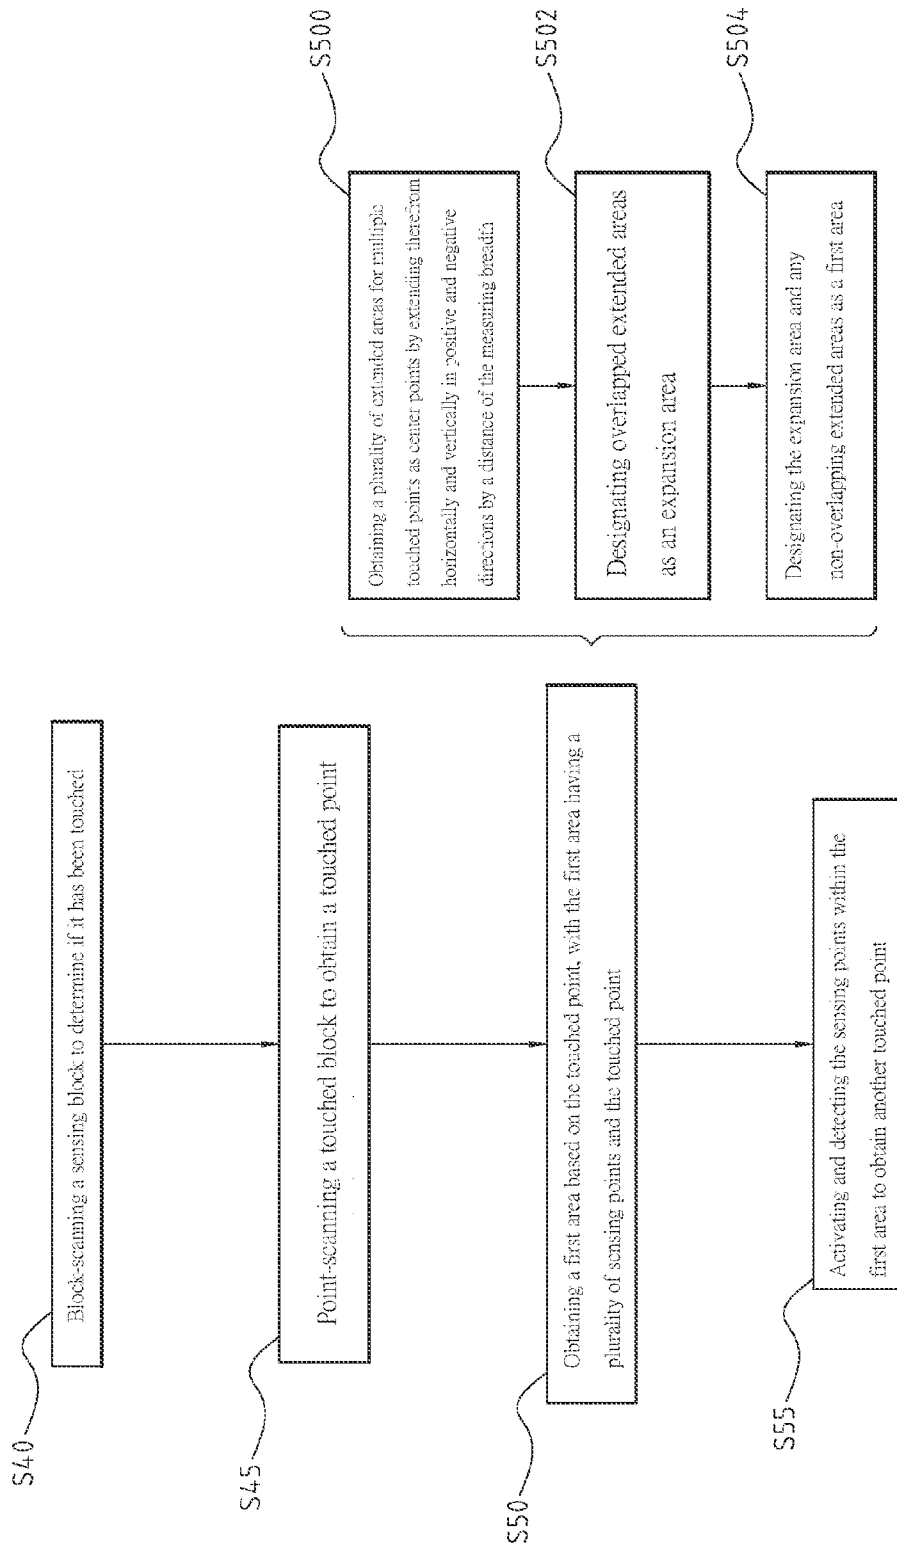 S40
Block-scanning a sensing block to determine if it has been touched
S45
Point-scanning a touched block to obtain a touched point
S50
Obtaining a first area based on the touched point, with the first area having a
plurality of sensing points and the touched point
S55
Activating and detecting the sensing points within the
first area to obtain another touched point
S500
Obtaining a plurality of extended areas for multiple
touched points as center points by extending therefrom
horizontally and vertically in positive and negative
directions by a distance of the measuring breadth
S502
Designating overlapped extended areas
as an expansion area
S504
Designating the expansion area and any
non-overlapping extended areas as a first area